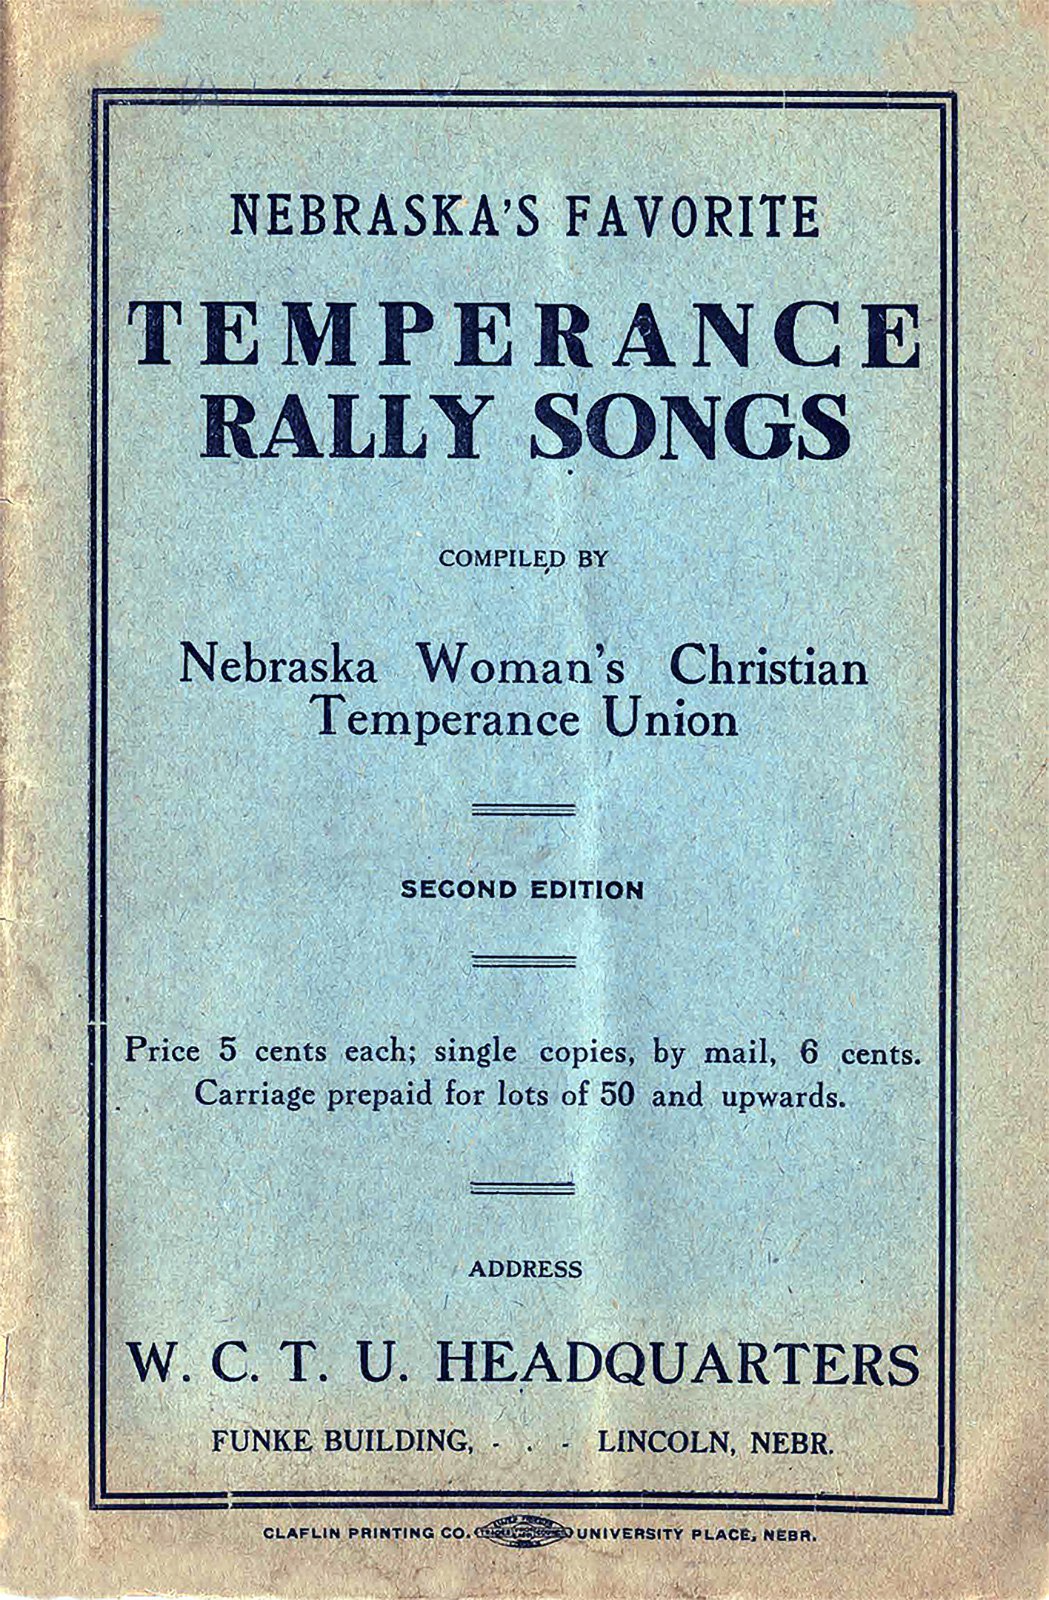 NEBRASKA'S FAVORITE
TEMPERANCE
RALLY SONGS
COMPILED BY
Nebraska Woman's Christian
Temperance Union
SECOND EDITION
Price 5 cents each; single copies, by mail, 6 cents.
Carriage prepaid for lots of 50 and upwards.
ADDRESS
W. C. T. U. HEADQUARTERS
FUNKE BUILDING, - . - LINCOLN, NEBR.
CLAFLIN PRINTING CO. UNIVERSITY PLACE, NEBR.